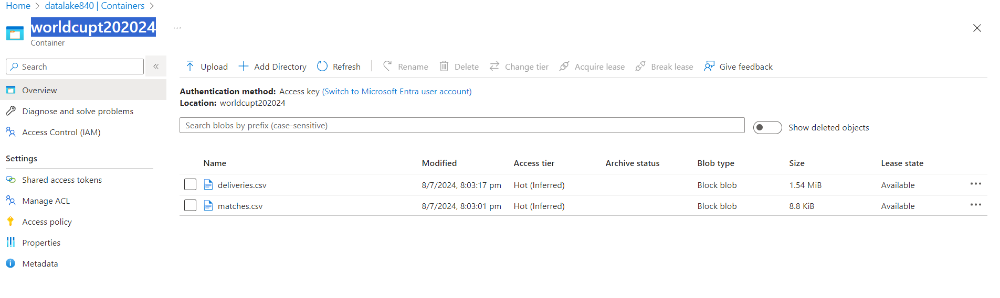 Home > datalake840 | Containers >
worldcupt202024 ...
Container
Search «
Overview
Diagnose and solve problems
Access Control (IAM)
Settings
Shared access tokens
Manage ACL
Access policy
Properties
Metadata
Upload Add Directory Refresh Rename Delete Change tier Acquire lease Break lease Give feedback
Authentication method: Access key (Switch to Microsoft Entra user account)
Location: worldcupt202024
Search blobs by prefix (case-sensitive) Show deleted objects
Name Modified Access tier Archive status Blob type Size Lease state
deliveries.csv 8/7/2024, 8:03:17 pm Hot (Inferred) Block blob 1.54 MiB Available ...
matches.csv 8/7/2024, 8:03:01 pm Hot (Inferred) Block blob 8.8 KiB Available ...